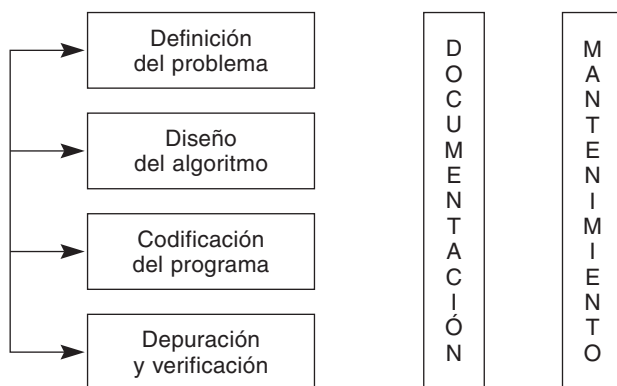 Definición
del problema
Diseño
del algoritmo
Codificación
del programa
Depuración
y verificación
DOCUMENTACIÓN
MANTENIMIENTO